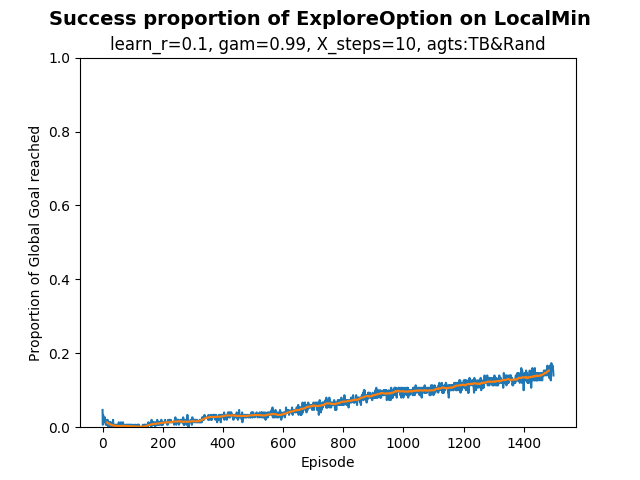 Success proportion of ExploreOption on LocalMin
learn_r=0.1, gam=0.99, X_steps=10, agts:TB&Rand
1.0
0.8
0.6
0.4
0.2
0.0
Proportion of Global Goal reached
0 200 400 600 800 1000 1200 1400
Episode